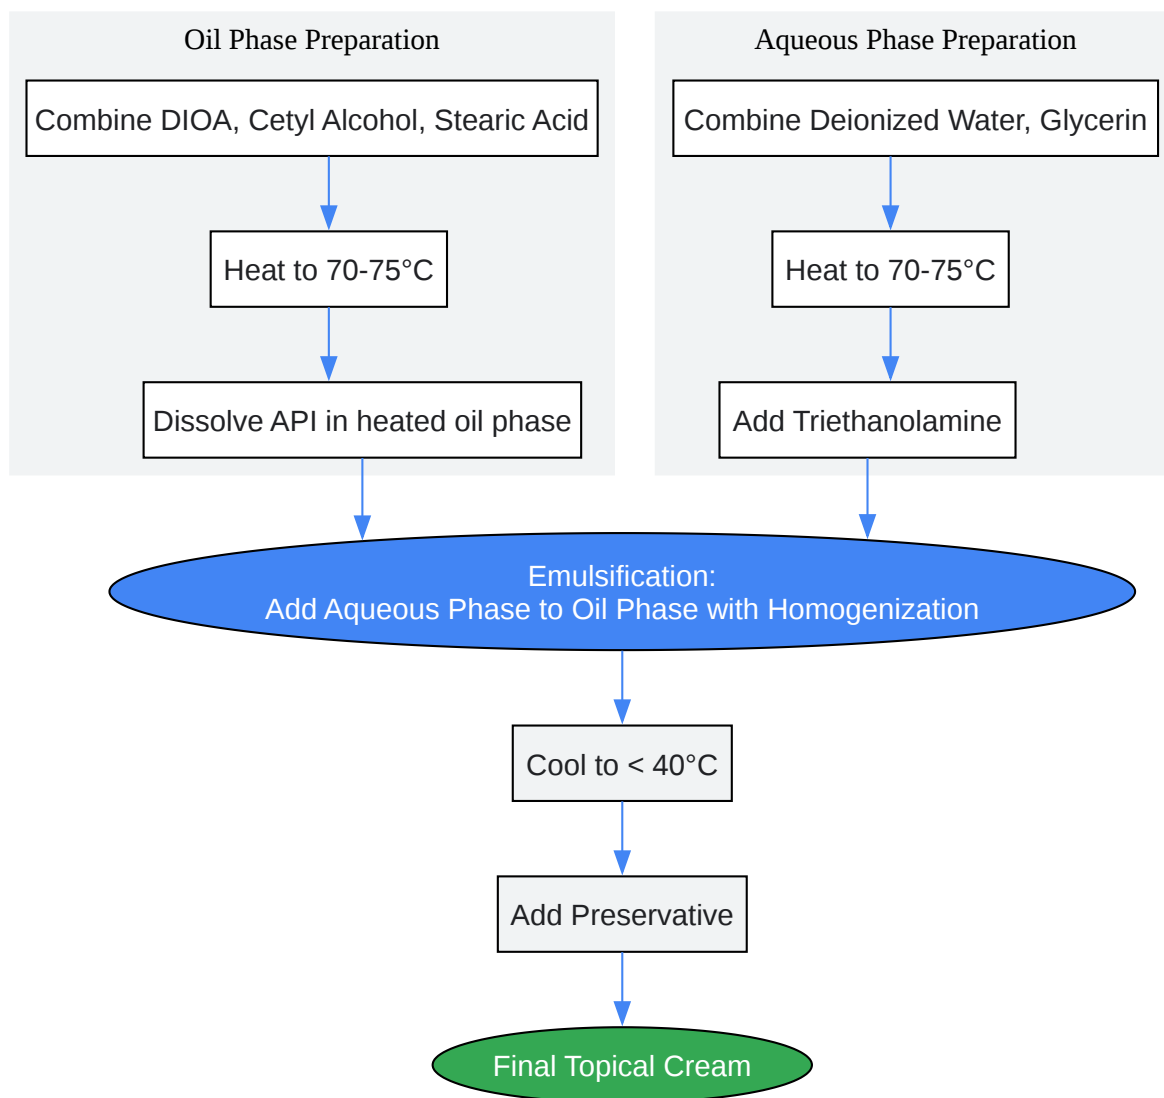 Oil Phase Preparation
Combine DIOA, Cetyl Alcohol, Stearic Acid
Heat to 70-75°C
Dissolve API in heated oil phase
Aqueous Phase Preparation
Combine Deionized Water, Glycerin
Heat to 70-75°C
Add Triethanolamine
Emulsification:
Add Aqueous Phase to Oil Phase with Homogenization
Cool to < 40°C
Add Preservative
Final Topical Cream